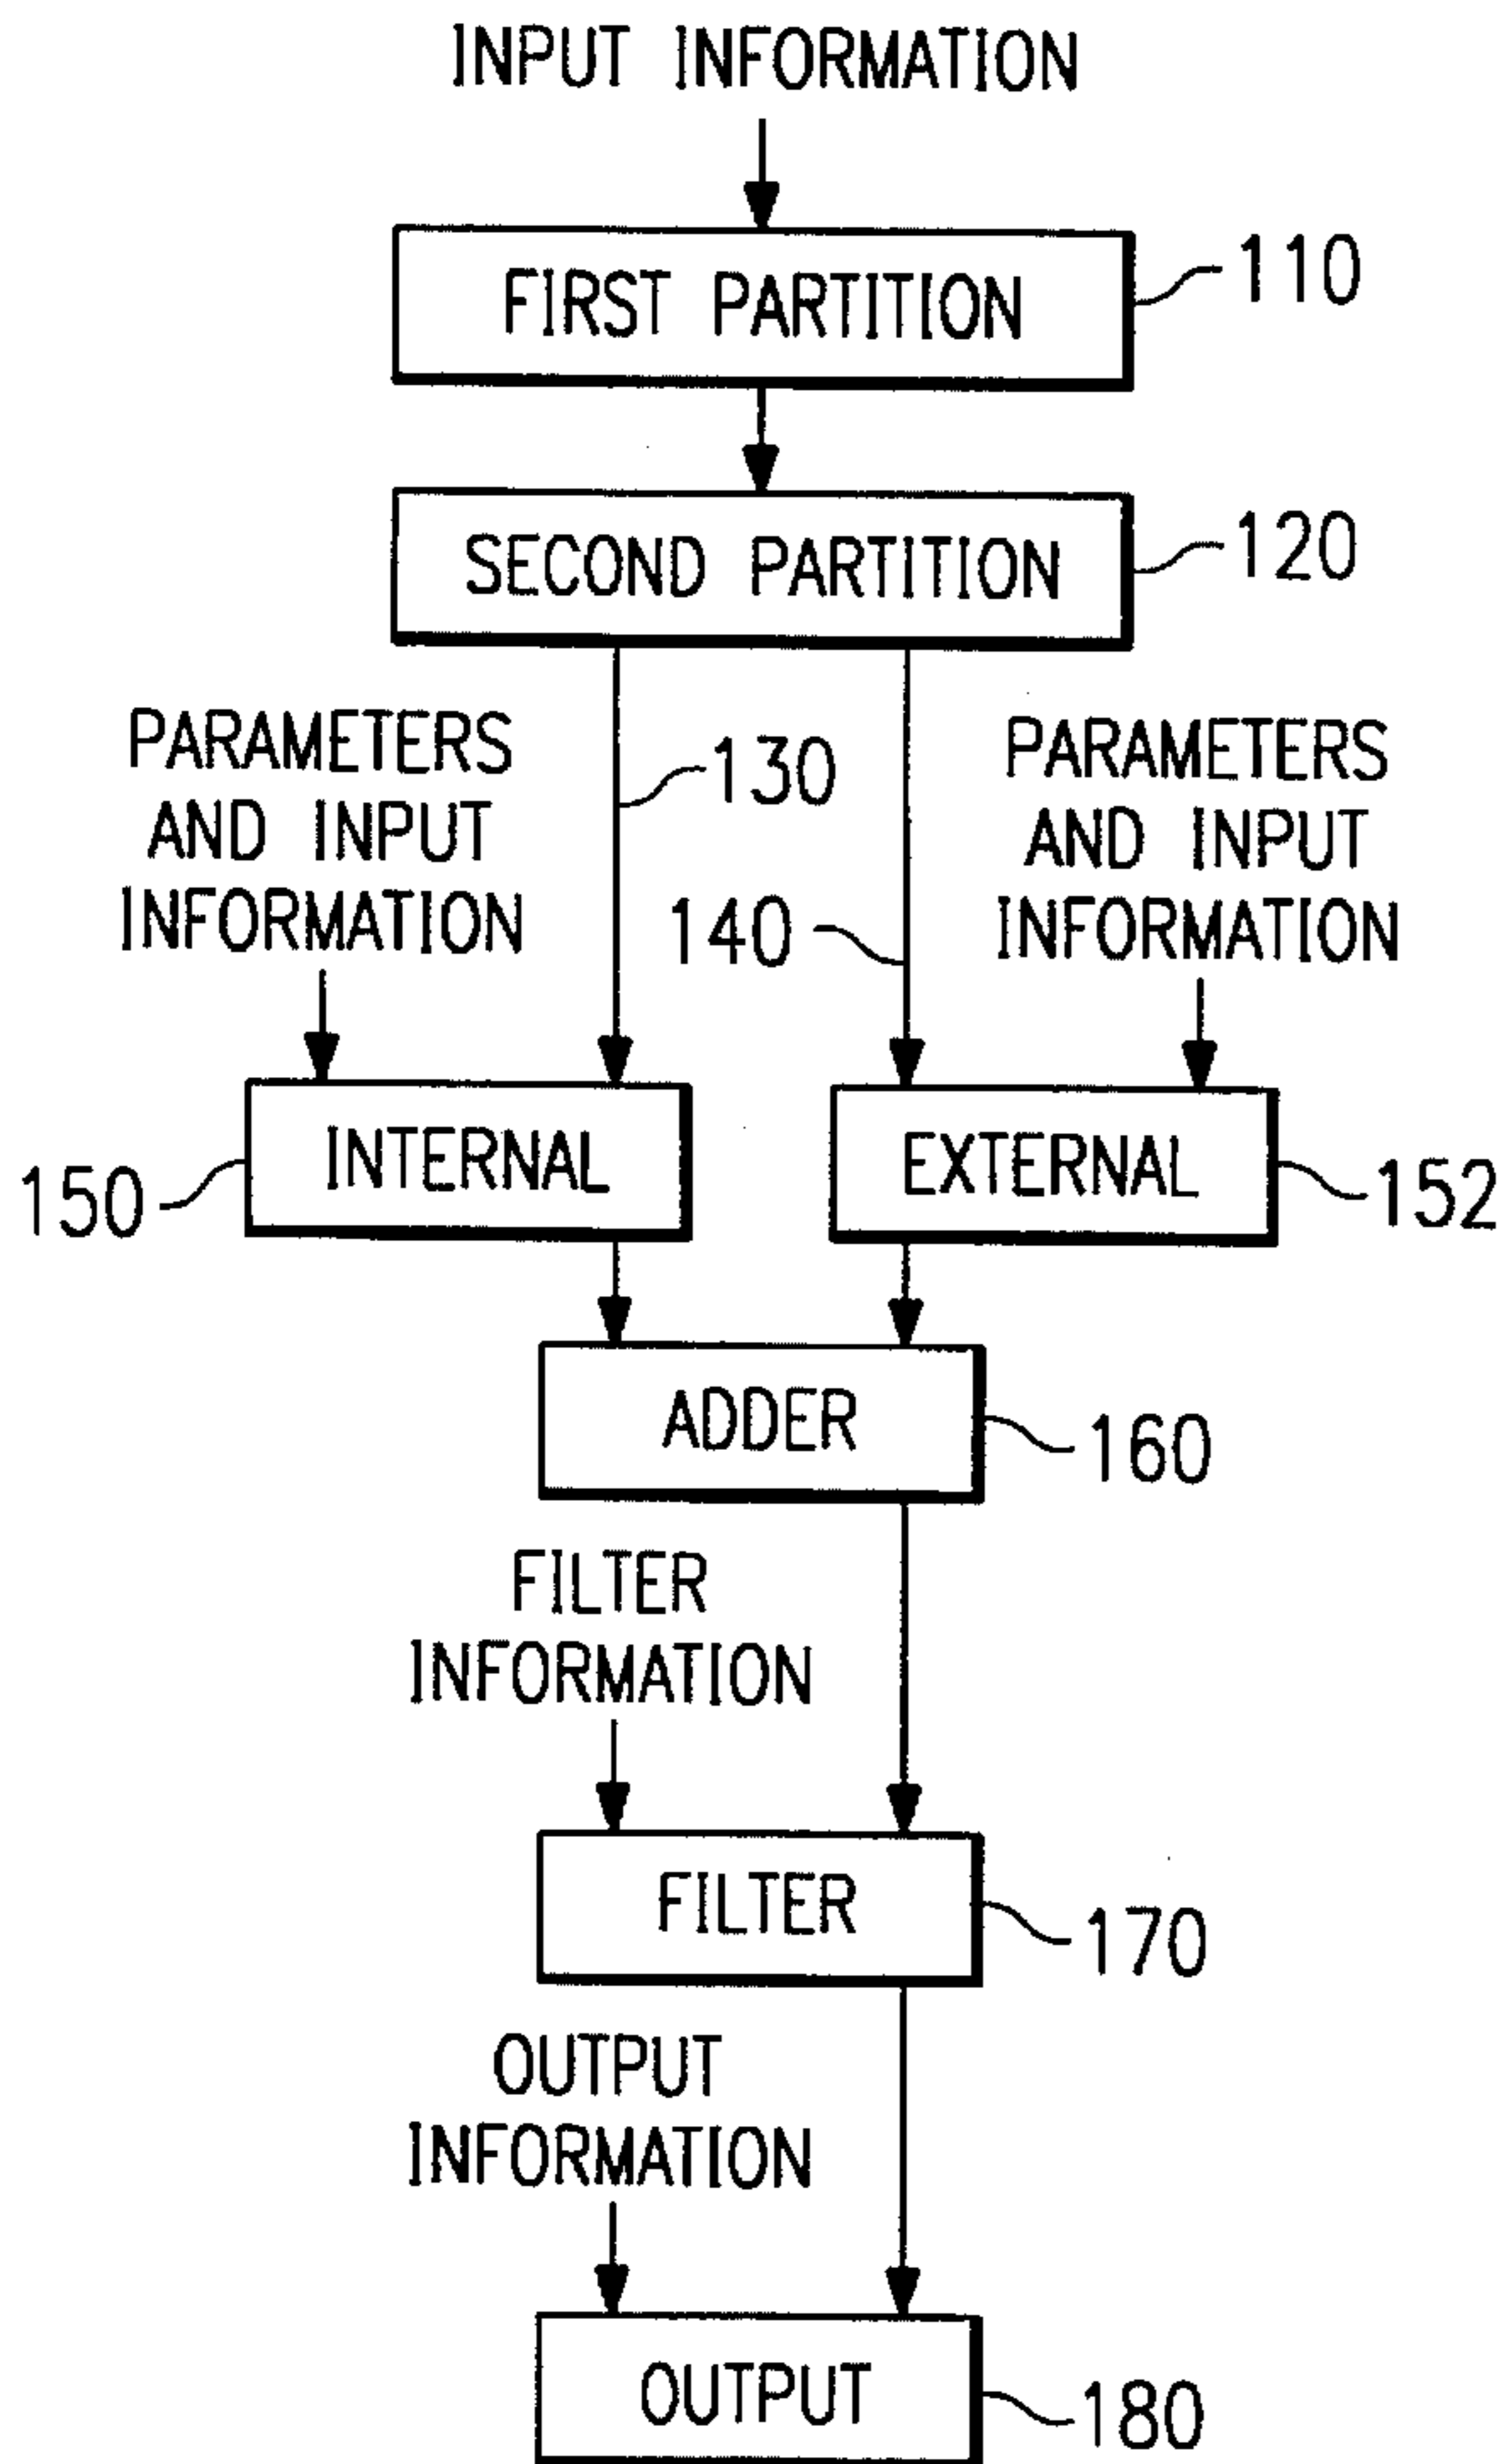 INPUT INFORMATION
FIRST PARTITION
110
SECOND PARTITION
120
PARAMETERS
AND INPUT
INFORMATION
130
140
PARAMETERS
AND INPUT
INFORMATION
INTERNAL
150
EXTERNAL
152
ADDER
160
FILTER
INFORMATION
FILTER
170
OUTPUT
INFORMATION
OUTPUT
180